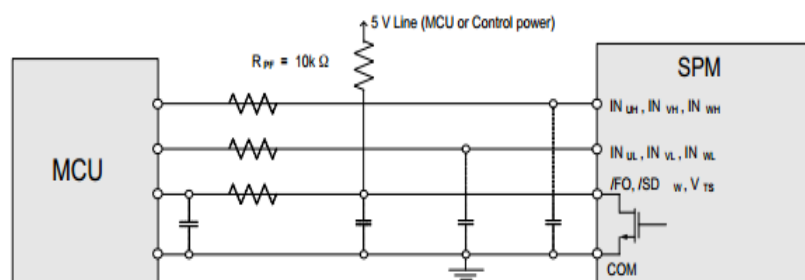 5 V Line (MCU or Control power)
R PF = 10k Ω
SPM
IN UH , IN VH , IN WH
MCU
IN UL , IN VL , IN WL
/FO, /SD W, V TS
COM